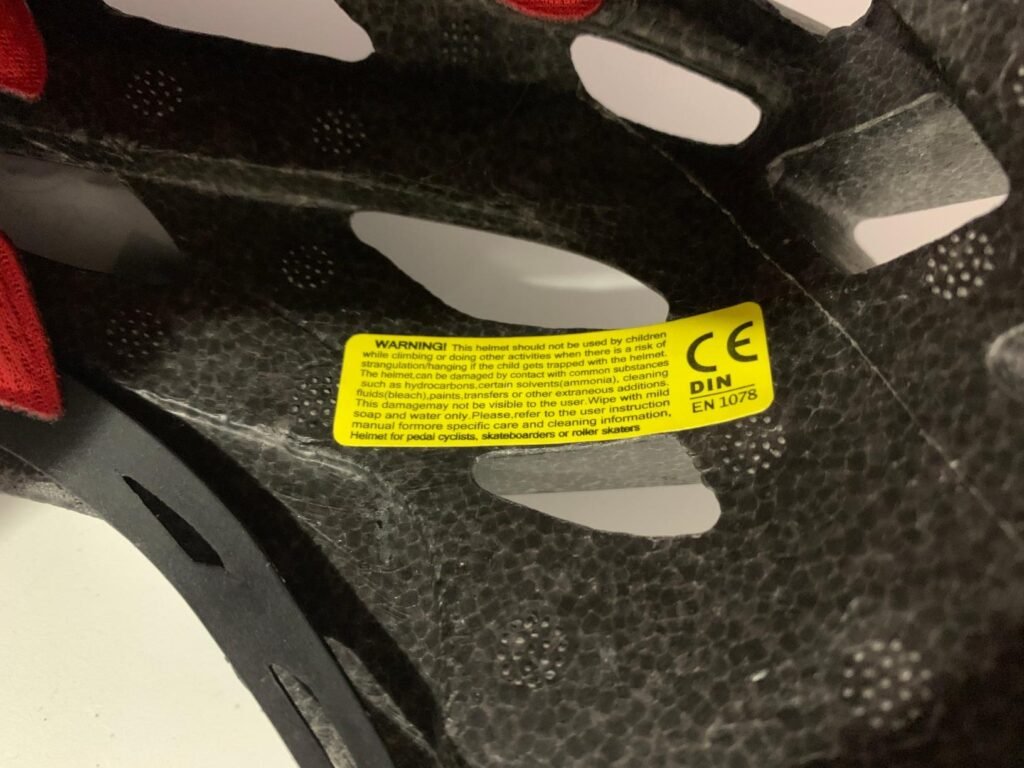 WARNING! This helmet should not be used by children
while climbing or doing other activities when there is a risk of
strangulation/hanging if the child gets trapped with the helmet.
The helmet,can be damaged by contact with common substances
such as hydrocarbons,certain solvents(ammonia), cleaning
fluids(bleach),paints,transfers or other extraneous additions.
This damagemay not be visible to the user.Wipe with mild
soap and water only.Please,refer to the user instruction
manual formore specific care and cleaning information,
Helmet for pedal cyclists, skateboarders or roller skaters
CE
DIN
EN 1078